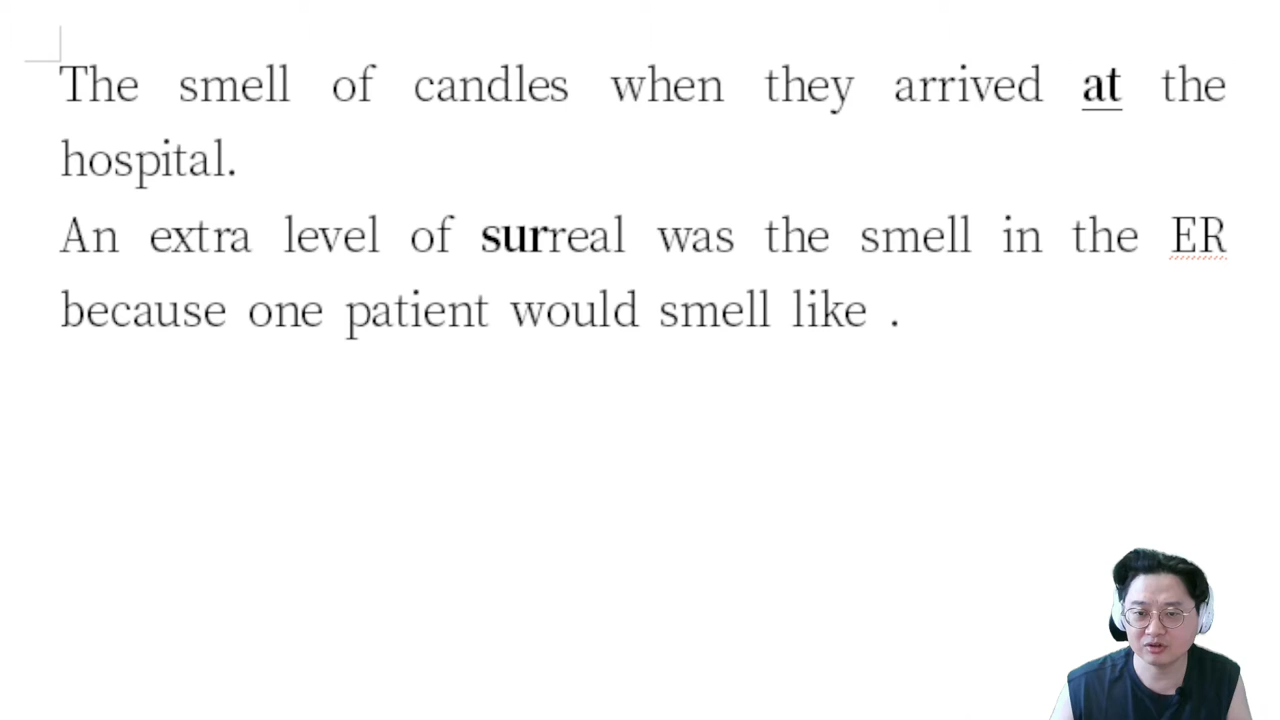 The smell of candles when they arrived at the
hospital.
An extra level of surreal was the smell in the ER
because one patient would smell like .